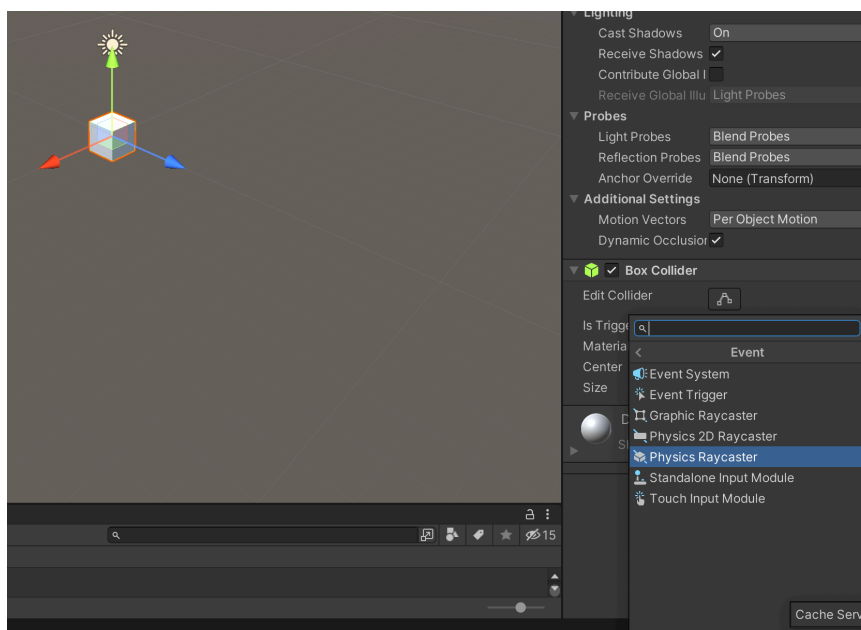 Lighting
Cast Shadows On
Receive Shadows
Contribute Global I
Receive Global Illu Light Probes
Probes
Light Probes Blend Probes
Reflection Probes Blend Probes
Anchor Override None (Transform)
Additional Settings
Motion Vectors Per Object Motion
Dynamic Occlusion
Box Collider
Edit Collider
Is Trigge
Materia
Center
Size
Event
Event System
Event Trigger
Graphic Raycaster
Physics 2D Raycaster
Physics Raycaster
Standalone Input Module
Touch Input Module
15
Cache Serv